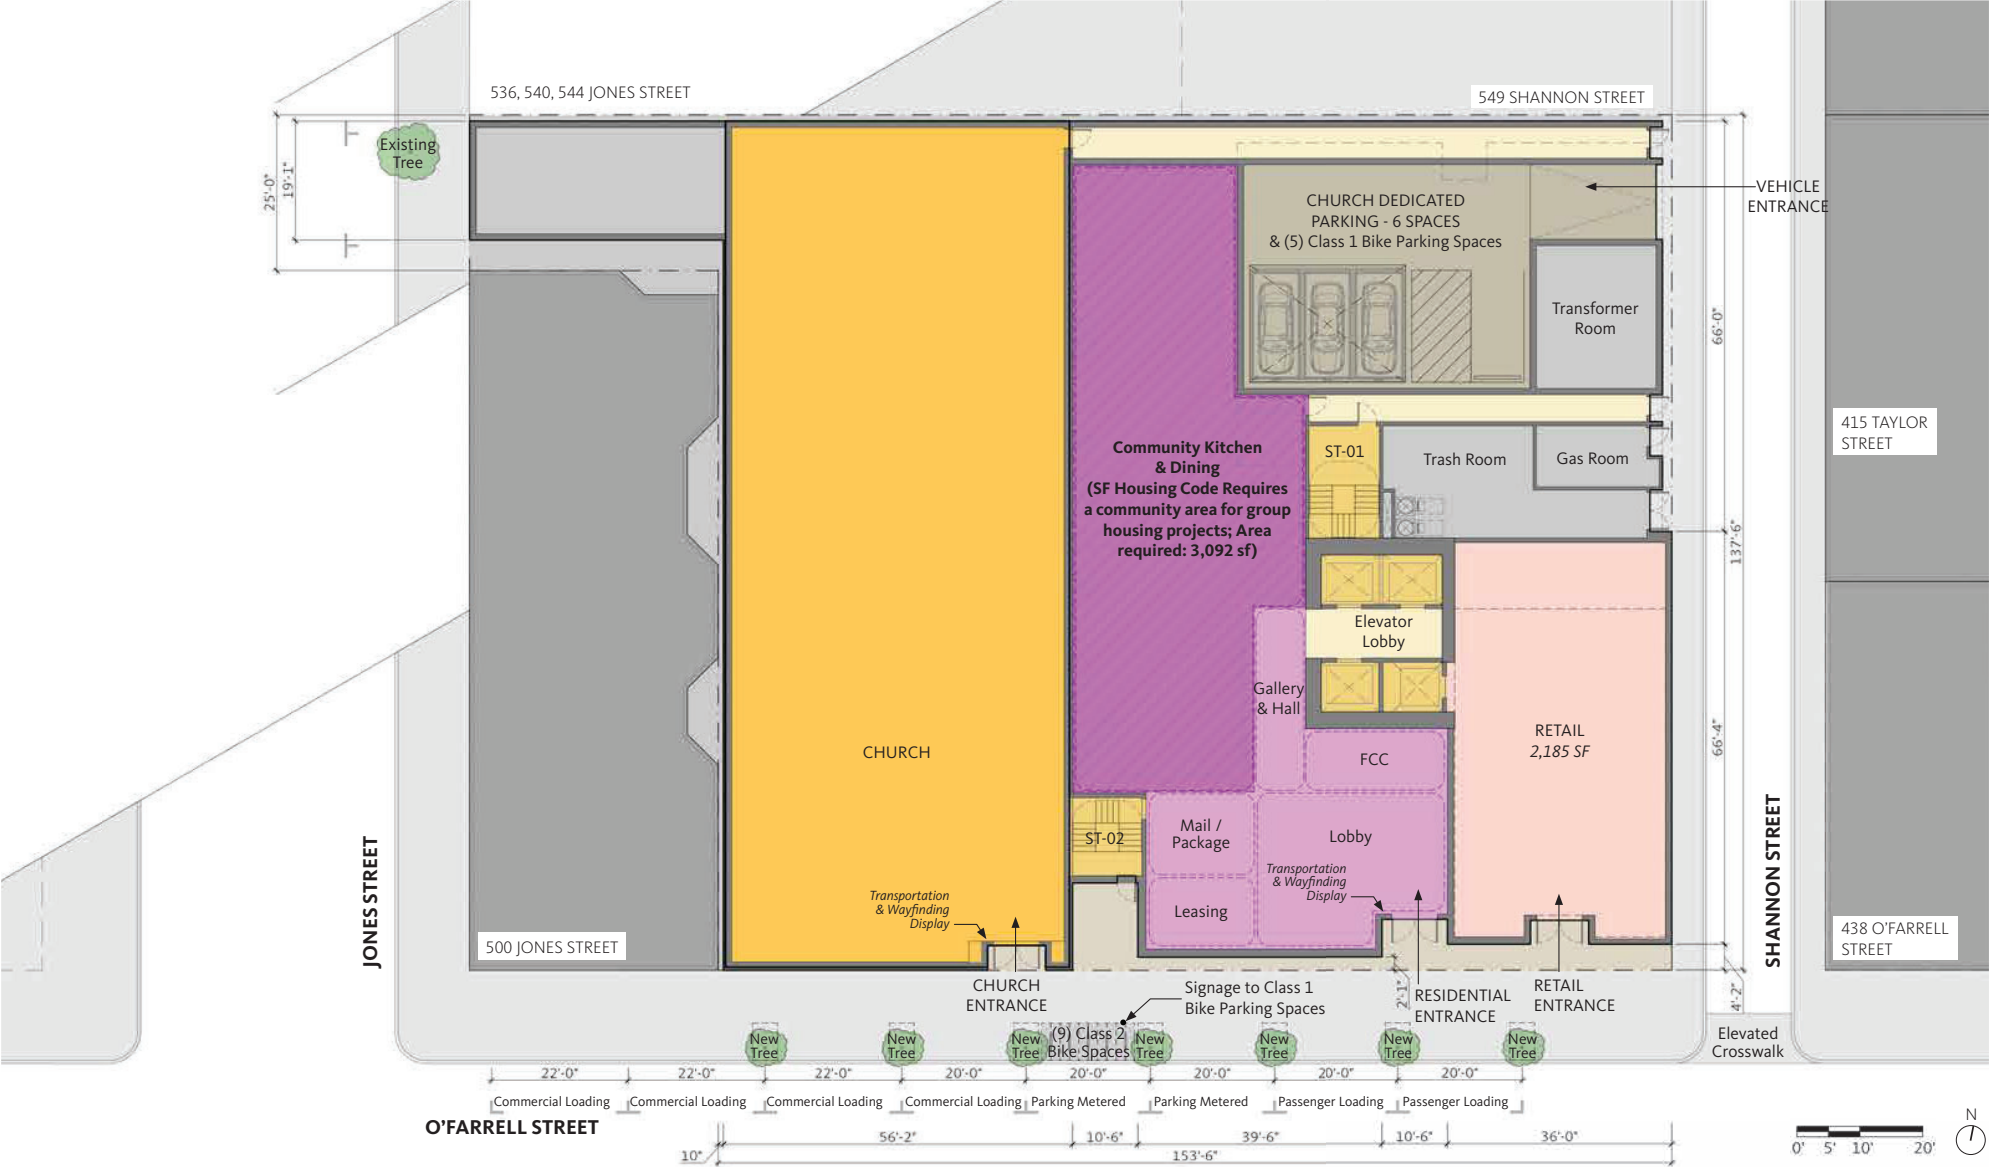 536, 540, 544 JONES STREET
549 SHANNON STREET
Existing
Tree
25'-0"
19'-1"
VEHICLE
ENTRANCE
CHURCH DEDICATED
PARKING - 6 SPACES
& (5) Class 1 Bike Parking Spaces
Transformer
Room
66'-0"
415 TAYLOR
STREET
Community Kitchen
& Dining
(SF Housing Code Requires
a community area for group
housing projects; Area
required: 3,092 sf)
ST-01
Trash Room
Gas Room
137'-6"
Elevator
Lobby
Gallery
& Hall
CHURCH
FCC
RETAIL
2,185 SF
66'-4"
ST-02
Mail /
Package
Lobby
Transportation
& Wayfinding
Display
Transportation
& Wayfinding
Display
Leasing
JONES STREET
SHANNON STREET
500 JONES STREET
438 O'FARRELL
STREET
CHURCH
ENTRANCE
Signage to Class 1
Bike Parking Spaces
2'-1"
RESIDENTIAL
ENTRANCE
RETAIL
ENTRANCE
4'-2"
New
Tree
New
Tree
New
Tree
(9) Class 2
Bike Spaces
New
Tree
New
Tree
New
Tree
New
Tree
Elevated
Crosswalk
22'-0"
22'-0"
22'-0"
20'-0"
20'-0"
20'-0"
20'-0"
20'-0"
Commercial Loading
Commercial Loading
Commercial Loading
Commercial Loading
Parking Metered
Parking Metered
Passenger Loading
Passenger Loading
O'FARRELL STREET
56'-2"
10'-6"
39'-6"
10'-6"
36'-0"
10"
153'-6"
0' 5' 10' 20'
N